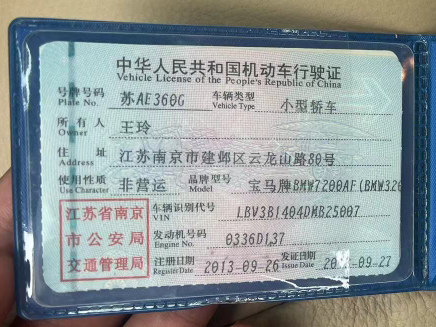 中华人民共和国机动车行驶证
Vehicle License of the People's Republic of China
号牌号码 苏AE360G 车辆类型 小型轿车
Plate No. Vehicle Type
所有人 王玲
Owner
住址 江苏南京市建邺区云龙山路80号
Address
使用性质 非营运 品牌型号 宝马牌BMW7200AF(BMW320
Use Character Model
江苏省南京
市公安局
交通管理局
车辆识别代号 LBV3B1404DMB25007
VIN
发动机号码 0336D137
Engine No.
注册日期 2013-09-26 发证日期 09-27
Register Date Issue Date